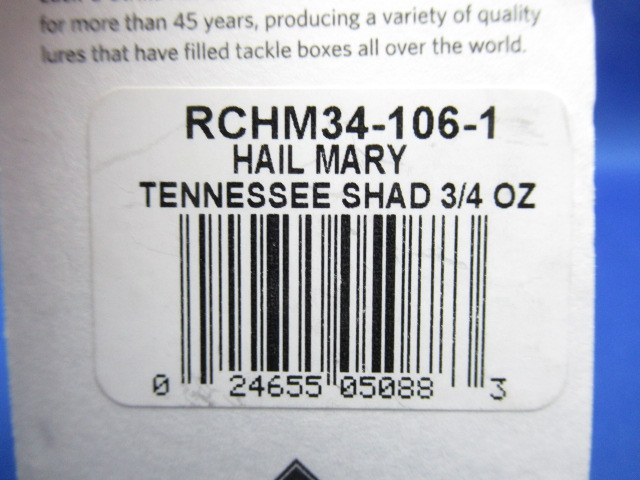 for more than 45 years, producing a variety of quality
lures that have filled tackle boxes all over the world.
RCHM34-106-1
HAIL MARY
TENNESSEE SHAD 3/4 OZ
0 24655 05088 3